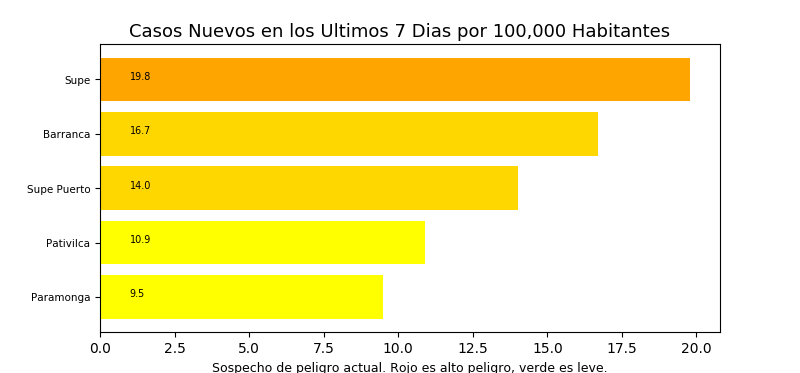 Casos Nuevos en los Ultimos 7 Dias por 100,000 Habitantes
Supe 19.8
Barranca 16.7
Supe Puerto 14.0
Pativilca 10.9
Paramonga 9.5
0.0 2.5 5.0 7.5 10.0 12.5 15.0 17.5 20.0
Sospecho de peligro actual. Rojo es alto peligro, verde es leve.